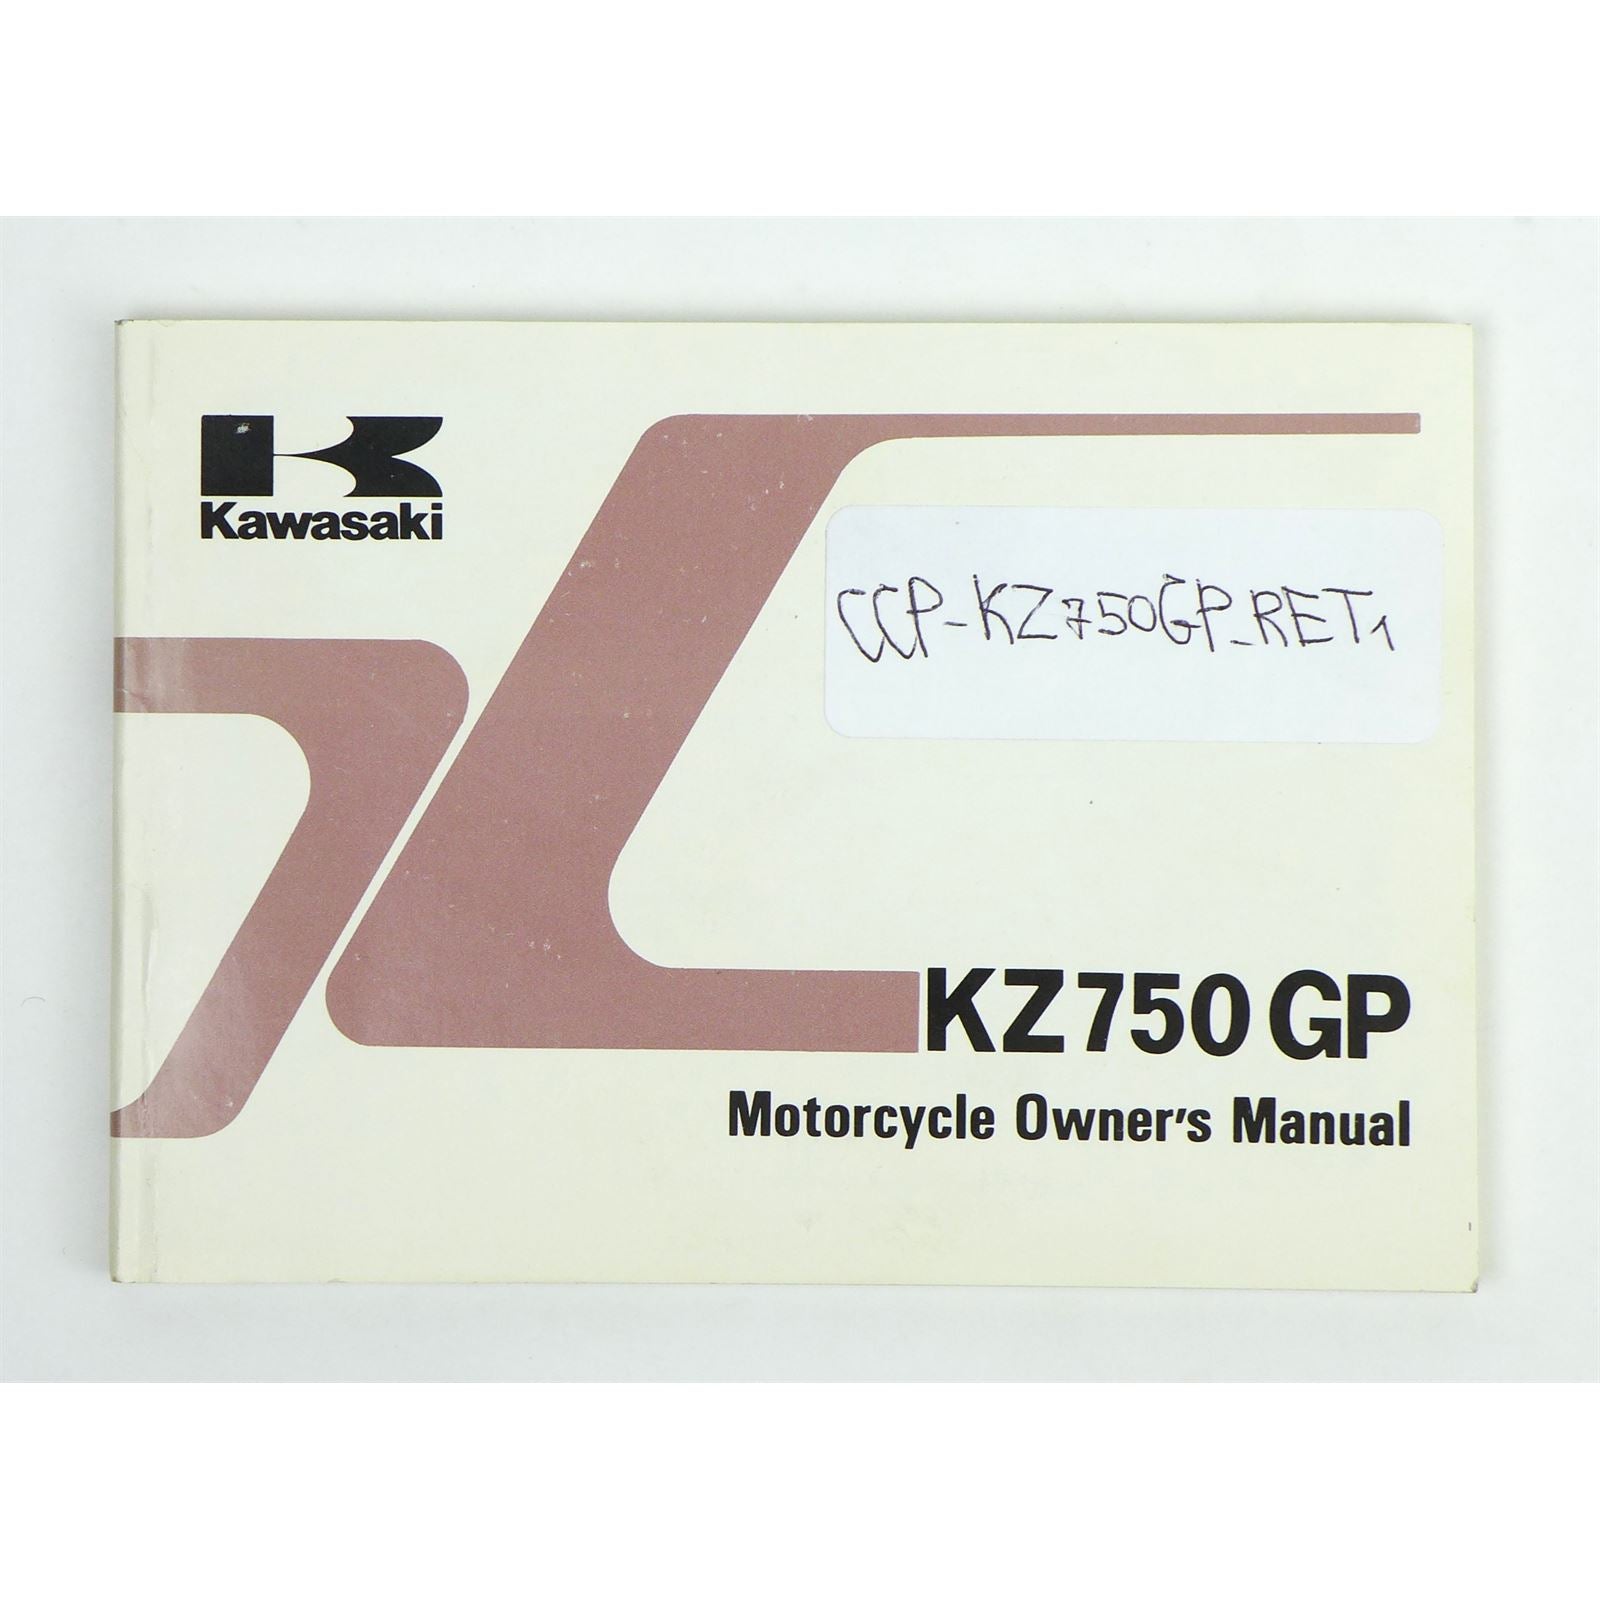 Kawasaki
CCP-KZ750GP_RET1
KZ750 GP
Motorcycle Owner's Manual